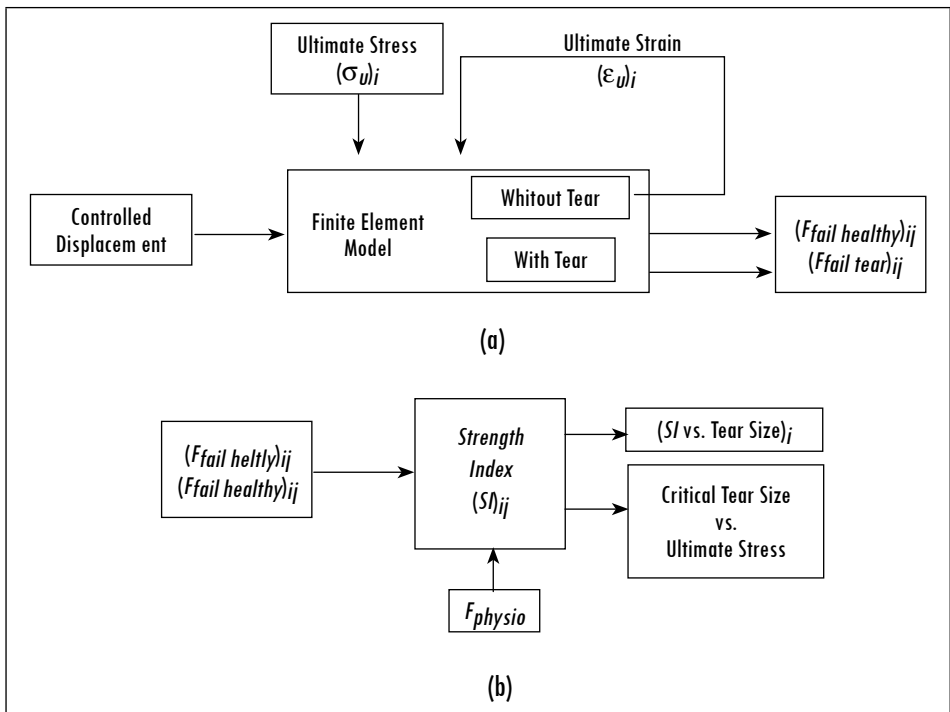 Ultimate Stress
(σU)i
Ultimate Strain
(εU)i
Controlled
Displacem ent
Finite Element
Model
Whitout Tear
With Tear
(Ffail healthy)ij
(Ffail tear)ij
(a)
(Ffail heltly)ij
(Ffail healthy)ij
Strength
Index
(SI)ij
(SI vs. Tear Size)i
Critical Tear Size
vs.
Ultimate Stress
Fphysio
(b)